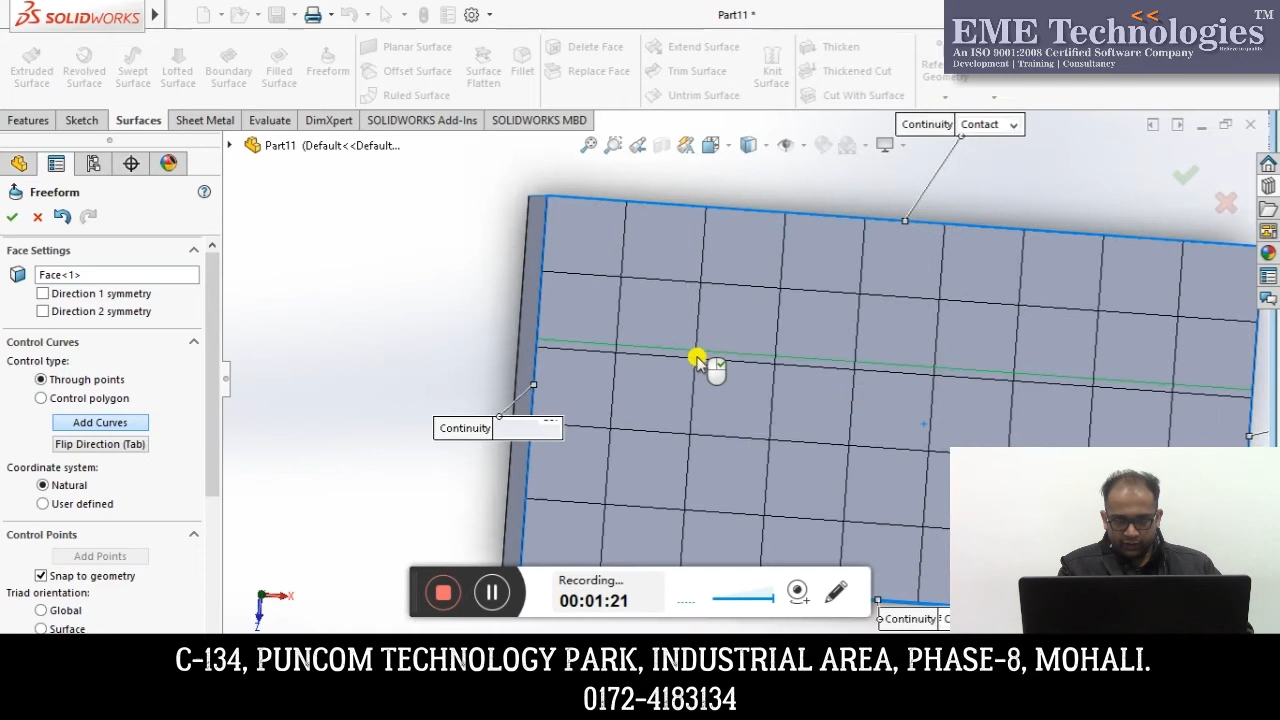 SOLIDWORKS
Part11 *
EME Technologies
TM
An ISO 9001:2008 Certified Software Company
Believe in quality
Development | Training | Consultancy
Extruded Surface
Revolved Surface
Swept Surface
Lofted Surface
Boundary Surface
Filled Surface
Freeform
Planar Surface
Offset Surface
Ruled Surface
Surface Flatten
Fillet
Delete Face
Replace Face
Extend Surface
Trim Surface
Untrim Surface
Knit Surface
Thicken
Thickened Cut
Cut With Surface
Features
Sketch
Surfaces
Sheet Metal
Evaluate
DimXpert
SOLIDWORKS Add-Ins
SOLIDWORKS MBD
Part11 (Default<<Default...
Continuity Contact
Freeform
Face Settings
Face<1>
Direction 1 symmetry
Direction 2 symmetry
Control Curves
Control type:
Through points
Control polygon
Add Curves
Flip Direction (Tab)
Continuity
Coordinate system:
Natural
User defined
Control Points
Add Points
Snap to geometry
Triad orientation:
Global
Surface
X
Z
Recording...
00:01:21
Continuity
C-134, PUNCOM TECHNOLOGY PARK, INDUSTRIAL AREA, PHASE-8, MOHALI.
0172-4183134